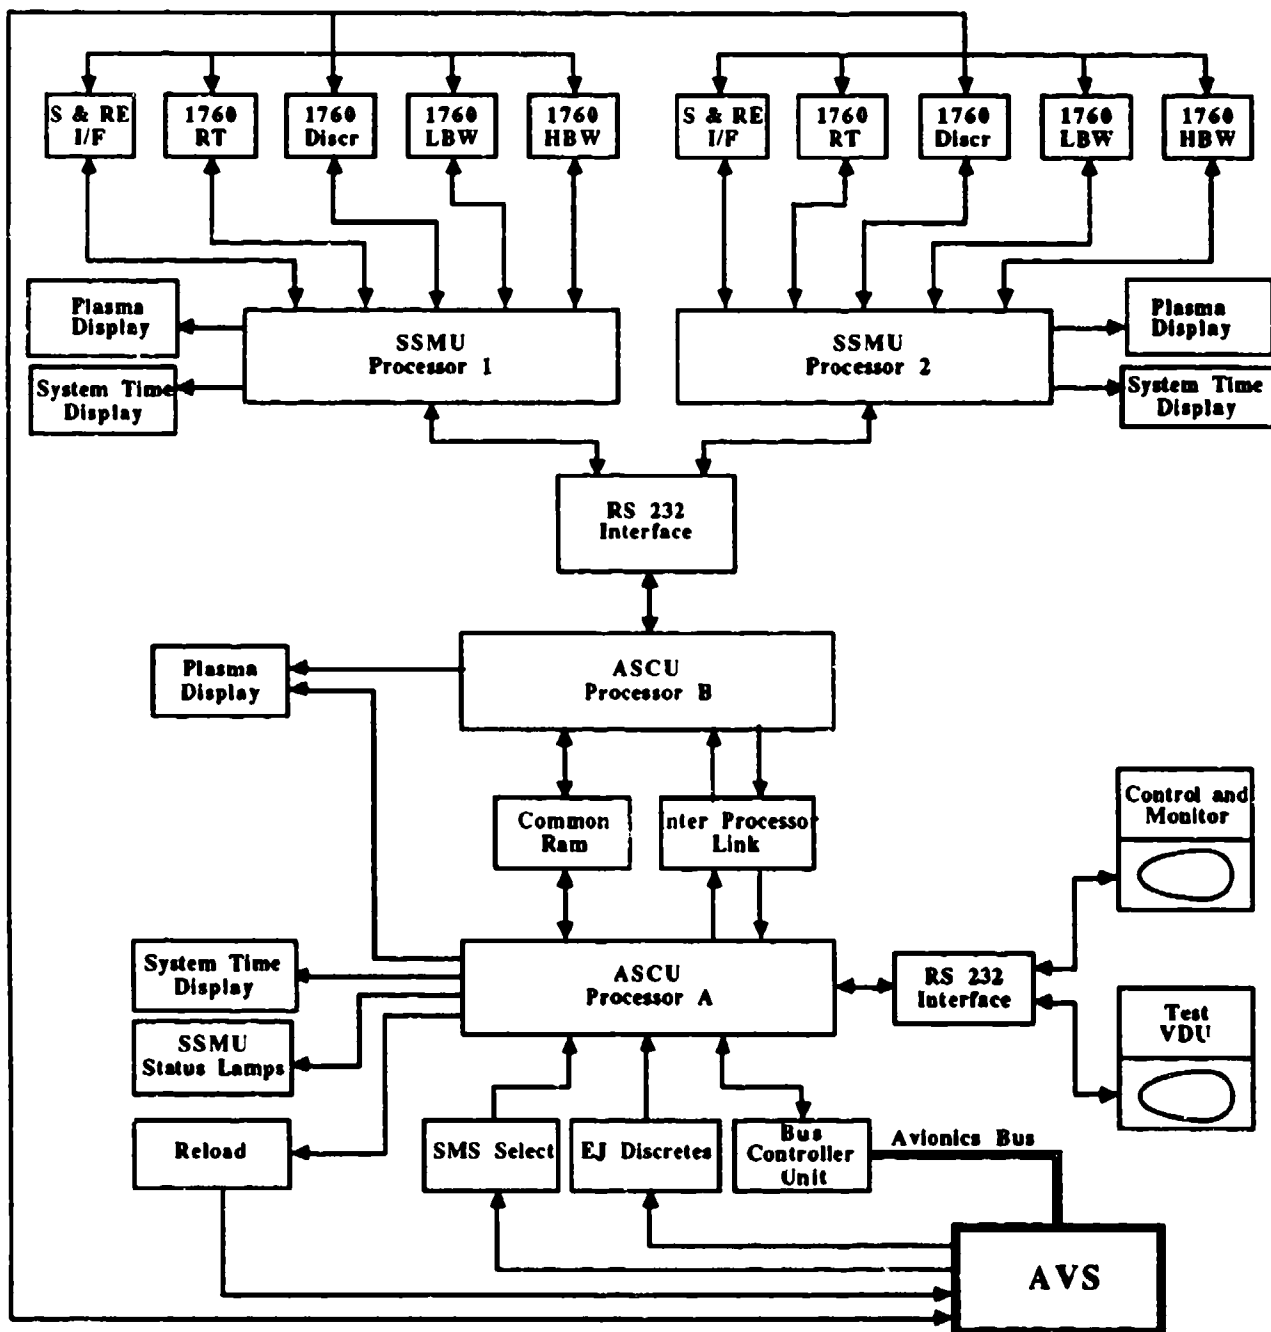 S & RE
I/F
1760
RT
1760
Discr
1760
LBW
1760
HBW
S & RE
I/F
1760
RT
1760
Discr
1760
LBW
1760
HBW
Plasma
Display
SSMU
Processor 1
System Time
Display
SSMU
Processor 2
Plasma
Display
System Time
Display
RS 232
Interface
Plasma
Display
ASCU
Processor B
Common
Ram
nter Processor
Link
Control and
Monitor
System Time
Display
ASCU
Processor A
RS 232
Interface
SSMU
Status Lamps
Test
VDU
Reload
SMS Select
EJ Discretes
Bus
Controller
Unit
Avionics Bus
AVS